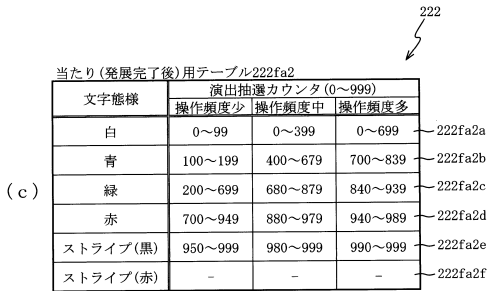 222
当たり(発展完了後)用テーブル222fa2
文字態様 演出抽選カウンタ(0～999)
操作頻度少 操作頻度中 操作頻度多
白 0～99 0～399 0～699 222fa2a
青 100～199 400～679 700～839 222fa2b
(c) 緑 200～699 680～879 840～939 222fa2c
赤 700～949 880～979 940～989 222fa2d
ストライプ(黒) 950～999 980～999 990～999 222fa2e
ストライプ(赤) － － － 222fa2f